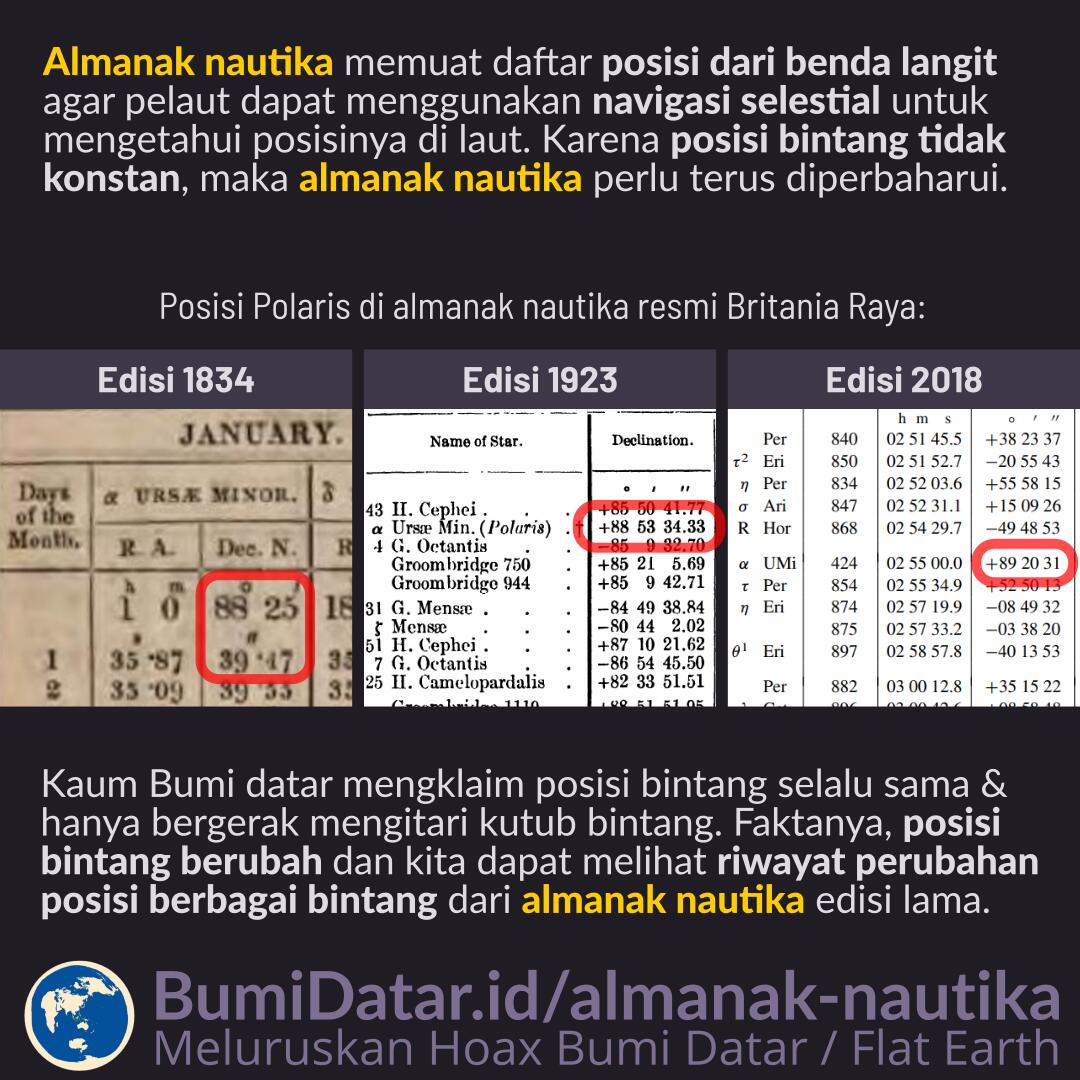 Almanak nautika memuat daftar posisi dari benda langit
agar pelaut dapat menggunakan navigasi selestial untuk
mengetahui posisinya di laut. Karena posisi bintang tidak
konstan, maka almanak nautika perlu terus diperbaharui.
Posisi Polaris di almanak nautika resmi Britania Raya:
Edisi 1834
JANUARY.
Days of the Month.
α URSÆ MINOR. δ
R. A. Dec. N. R
h m ° '
1 0 88 25 18
s "
1 35·87 39·47 35
2 35·09 39·55 35
Edisi 1923
Name of Star. Declination.
° ' "
43 H. Cephei . . . +85 50 41.77
α Ursæ Min. (Polaris) . † +88 53 34.33
4 G. Octantis . . −85 9 32.70
Groombridge 750 +85 21 5.69
Groombridge 944 +85 9 42.71
31 G. Mensæ . . . −84 49 38.84
ζ Mensæ . . . −80 44 2.02
51 H. Cephei . . . +87 10 21.62
7 G. Octantis . . −86 54 45.50
25 H. Camelopardalis . +82 33 51.51
Edisi 2018
h m s ° ' "
Per 840 02 51 45.5 +38 23 37
τ² Eri 850 02 51 52.7 −20 55 43
η Per 834 02 52 03.6 +55 58 15
σ Ari 847 02 52 31.1 +15 09 26
R Hor 868 02 54 29.7 −49 48 53
α UMi 424 02 55 00.0 +89 20 31
τ Per 854 02 55 34.9 +52 50 13
η Eri 874 02 57 19.9 −08 49 32
875 02 57 33.2 −03 38 20
θ¹ Eri 897 02 57 58.8 −40 13 53
Per 882 03 00 12.8 +35 15 22
Kaum Bumi datar mengklaim posisi bintang selalu sama &
hanya bergerak mengitari kutub bintang. Faktanya, posisi
bintang berubah dan kita dapat melihat riwayat perubahan
posisi berbagai bintang dari almanak nautika edisi lama.
BumiDatar.id/almanak-nautika
Meluruskan Hoax Bumi Datar / Flat Earth